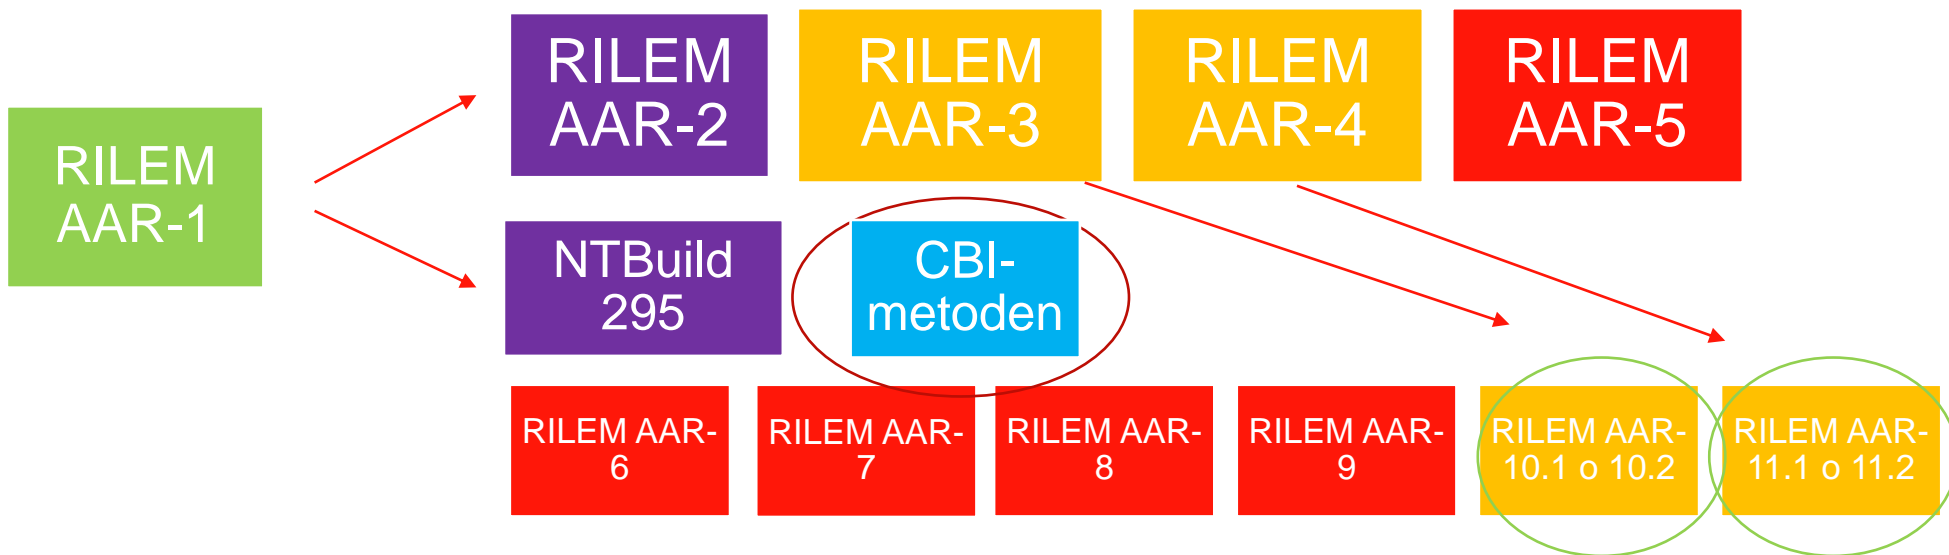 RILEM
AAR-1
RILEM
AAR-2
RILEM
AAR-3
RILEM
AAR-4
RILEM
AAR-5
NTBuild
295
CBI-
metoden
RILEM AAR-
6
RILEM AAR-
7
RILEM AAR-
8
RILEM AAR-
9
RILEM AAR-
10.1 o 10.2
RILEM AAR-
11.1 o 11.2